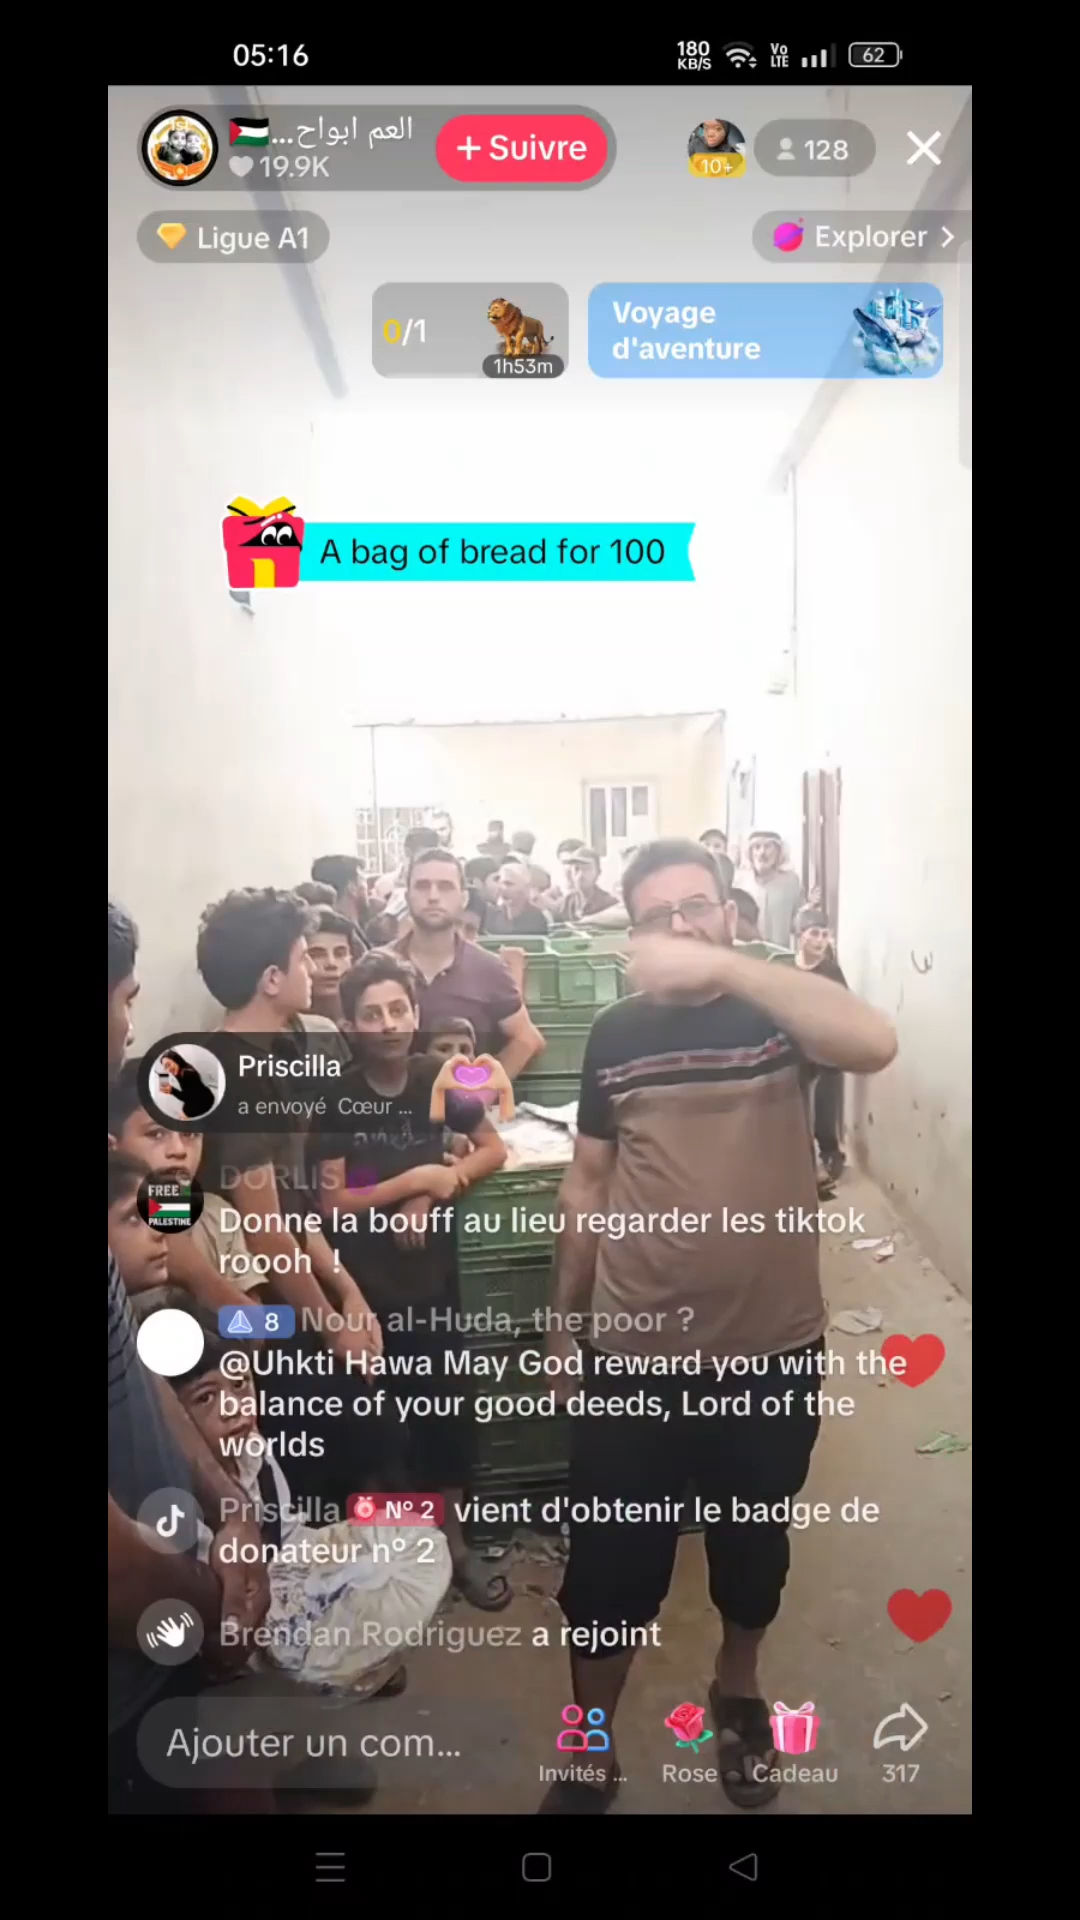 05:16
180
KB/S
Vo
LTE
62
العم ابواح...
19.9K
+ Suivre
10+
128
Ligue A1
Explorer >
0/1
1h53m
Voyage
d'aventure
A bag of bread for 100
Priscilla
a envoyé Cœur ...
DORLIS
FREE
PALESTINE
Donne la bouff au lieu regarder les tiktok
roooh !
8 Nour al-Huda, the poor ?
@Uhkti Hawa May God reward you with the
balance of your good deeds, Lord of the
worlds
Priscilla N° 2 vient d'obtenir le badge de
donateur n° 2
Brendan Rodriguez a rejoint
Ajouter un com...
Invités ...
Rose
Cadeau
317